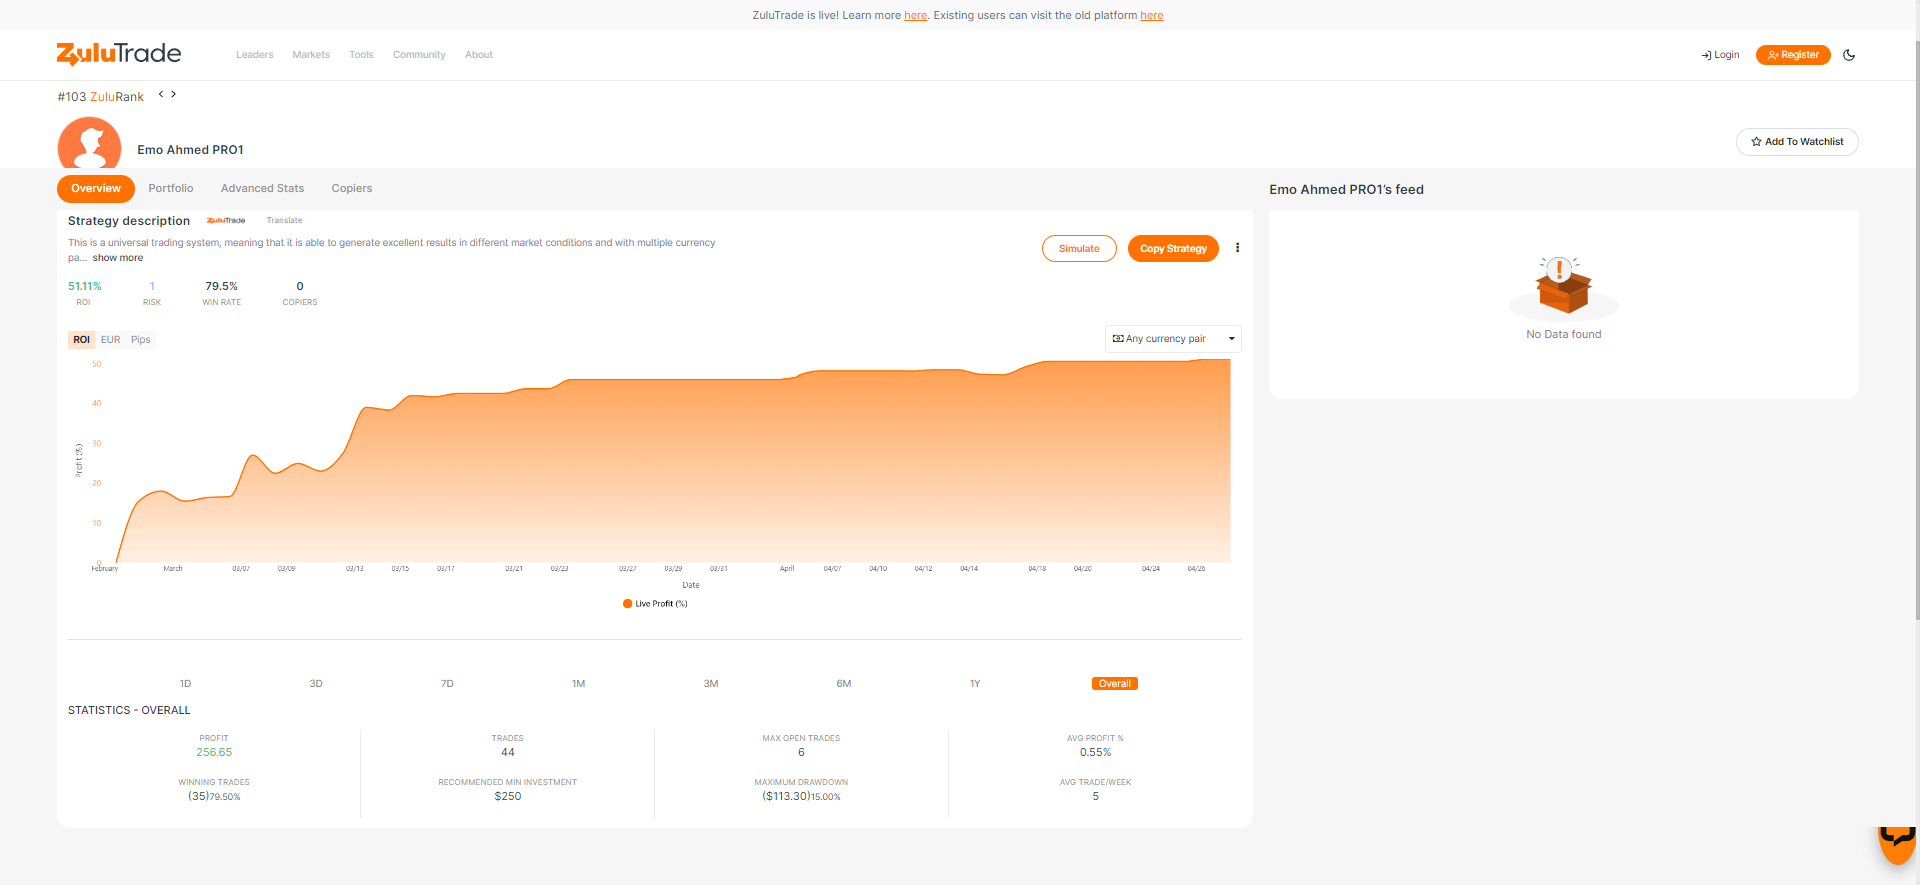 ZuluTrade is live! Learn more here. Existing users can visit the old platform here
ZuluTrade
Leaders Markets Tools Community About
Login Register
#103 ZuluRank < >
Emo Ahmed PRO1
Add To Watchlist
Overview Portfolio Advanced Stats Copiers
Emo Ahmed PRO1's feed
Strategy description ZuluTrade Translate
This is a universal trading system, meaning that it is able to generate excellent results in different market conditions and with multiple currency
pa... show more
Simulate Copy Strategy
51.11% 1 79.5% 0
ROI RISK WIN RATE COPIERS
No Data found
ROI EUR Pips
Any currency pair
50
40
30
20
10
0
Profit (%)
February March 03/07 03/09 03/13 03/15 03/17 03/21 03/23 03/27 03/29 03/31 April 04/07 04/10 04/12 04/14 04/18 04/20 04/24 04/26
Date
Live Profit (%)
1D 3D 7D 1M 3M 6M 1Y Overall
STATISTICS - OVERALL
PROFIT TRADES MAX OPEN TRADES AVG PROFIT %
256.65 44 6 0.55%
WINNING TRADES RECOMMENDED MIN INVESTMENT MAXIMUM DRAWDOWN AVG TRADE/WEEK
(35)79.50% $250 ($113.30)15.00% 5